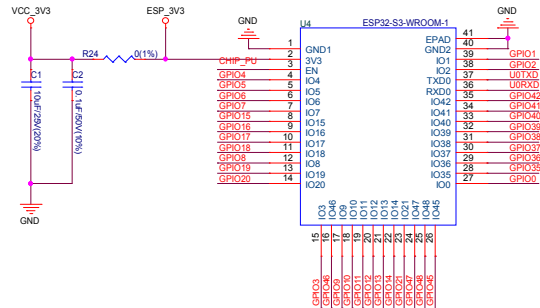 VCC_3V3
ESP_3V3
GND
U4
ESP32-S3-WROOM-1
GND
R24
0(1%)
C1
10uF/25V(20%)
C2
0.1uF/50V(10%)
GND
1 GND1
CHIP_PU 2 3V3
3 EN
GPIO4 4 IO4
GPIO5 5 IO5
GPIO6 6 IO6
GPIO7 7 IO7
GPIO15 8 IO15
GPIO16 9 IO16
GPIO17 10 IO17
GPIO18 11 IO18
GPIO8 12 IO8
GPIO19 13 IO19
GPIO20 14 IO20
EPAD 41
GND2 40
IO1 39 GPIO1
IO2 38 GPIO2
TXD0 37 U0TXD
RXD0 36 U0RXD
IO42 35 GPIO42
IO41 34 GPIO41
IO40 33 GPIO40
IO39 32 GPIO39
IO38 31 GPIO38
IO37 30 GPIO37
IO36 29 GPIO36
IO35 28 GPIO35
IO0 27 GPIO0
IO3 15 GPIO3
IO46 16 GPIO46
IO9 17 GPIO9
IO10 18 GPIO10
IO11 19 GPIO11
IO12 20 GPIO12
IO13 21 GPIO13
IO14 22 GPIO14
IO21 23 GPIO21
IO47 24 GPIO47
IO48 25 GPIO48
IO45 26 GPIO45